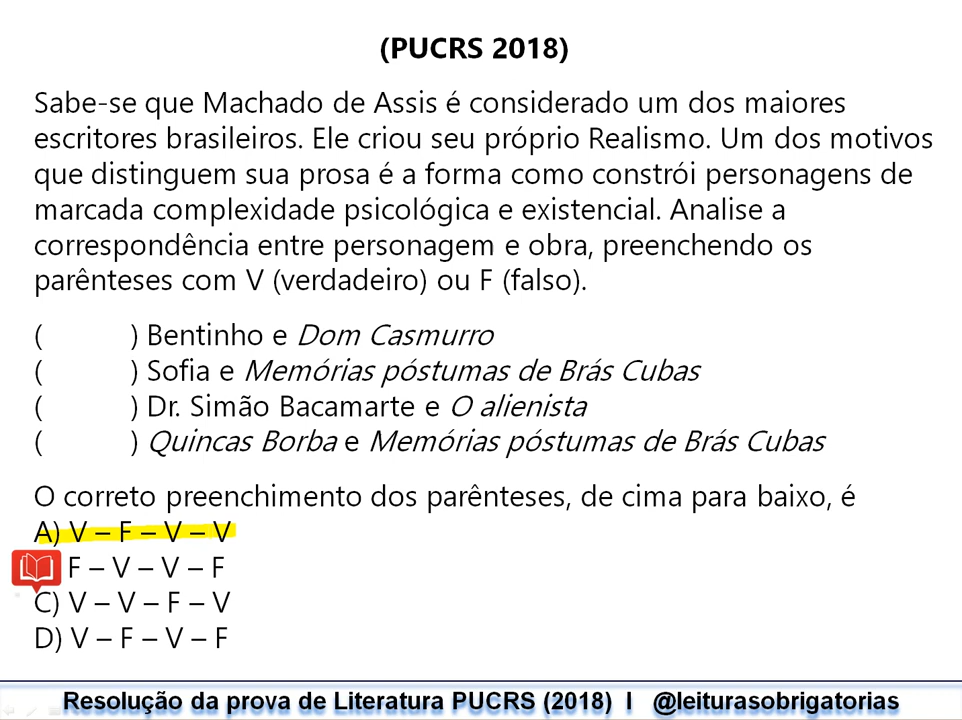 (PUCRS 2018)
Sabe-se que Machado de Assis é considerado um dos maiores
escritores brasileiros. Ele criou seu próprio Realismo. Um dos motivos
que distinguem sua prosa é a forma como constrói personagens de
marcada complexidade psicológica e existencial. Analise a
correspondência entre personagem e obra, preenchendo os
parênteses com V (verdadeiro) ou F (falso).
( ) Bentinho e Dom Casmurro
( ) Sofia e Memórias póstumas de Brás Cubas
( ) Dr. Simão Bacamarte e O alienista
( ) Quincas Borba e Memórias póstumas de Brás Cubas
O correto preenchimento dos parênteses, de cima para baixo, é
A) V – F – V – V
F – V – V – F
C) V – V – F – V
D) V – F – V – F
Resolução da prova de Literatura PUCRS (2018) I @leiturasobrigatorias